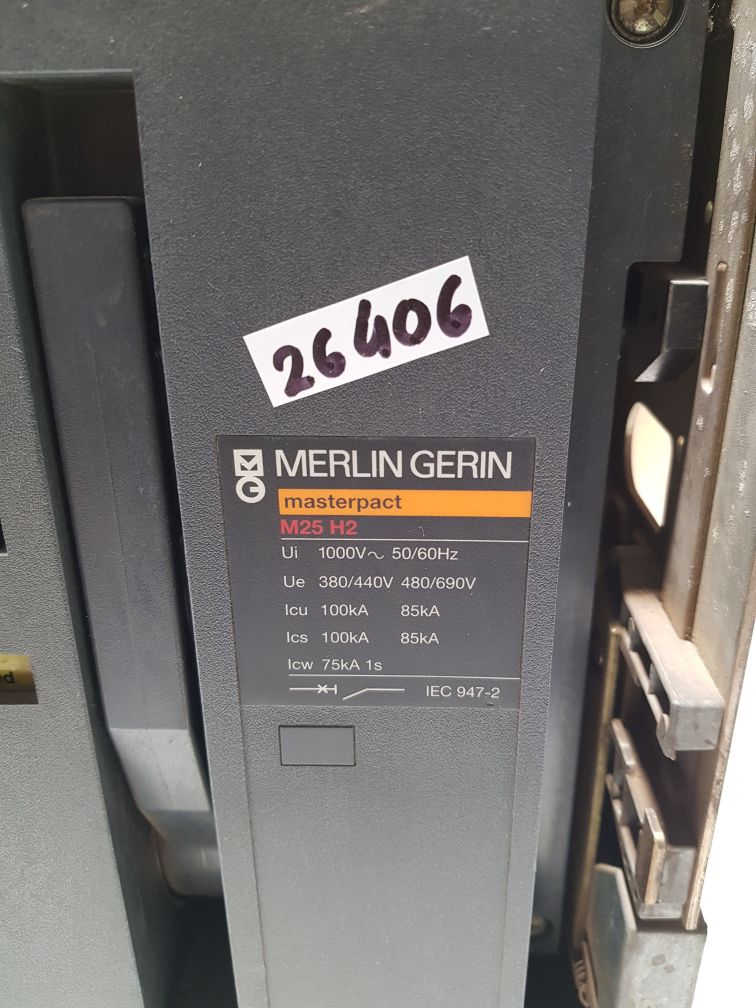 26406
MERLIN GERIN
masterpact
M25 H2
Ui 1000V~ 50/60Hz
Ue 380/440V 480/690V
Icu 100kA 85kA
Ics 100kA 85kA
Icw 75kA 1s
IEC 947-2
ed